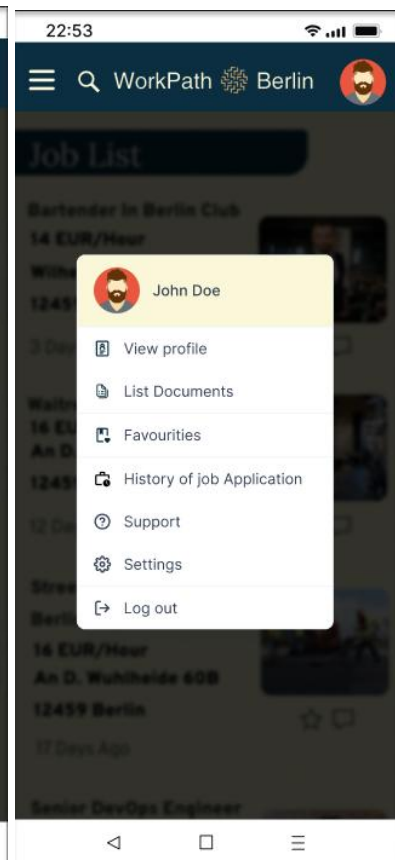 22:53
WorkPath Berlin
Job List
Bartender In Berlin Club
14 EUR/Hour
John Doe
View profile
List Documents
Favourities
History of job Application
Support
Settings
Log out
16 EUR/Hour
An D. Wuhlheide 60B
12459 Berlin
17 Days Ago
Senior DevOps Engineer